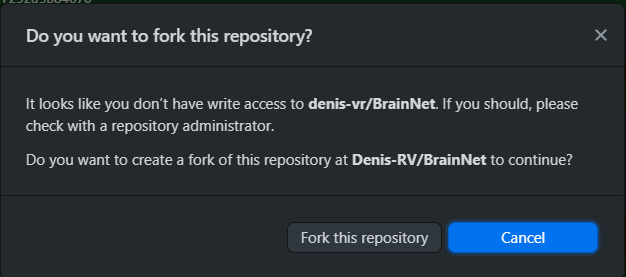 Do you want to fork this repository?
It looks like you don’t have write access to denis-vr/BrainNet. If you should, please
check with a repository administrator.
Do you want to create a fork of this repository at Denis-RV/BrainNet to continue?
Fork this repository
Cancel